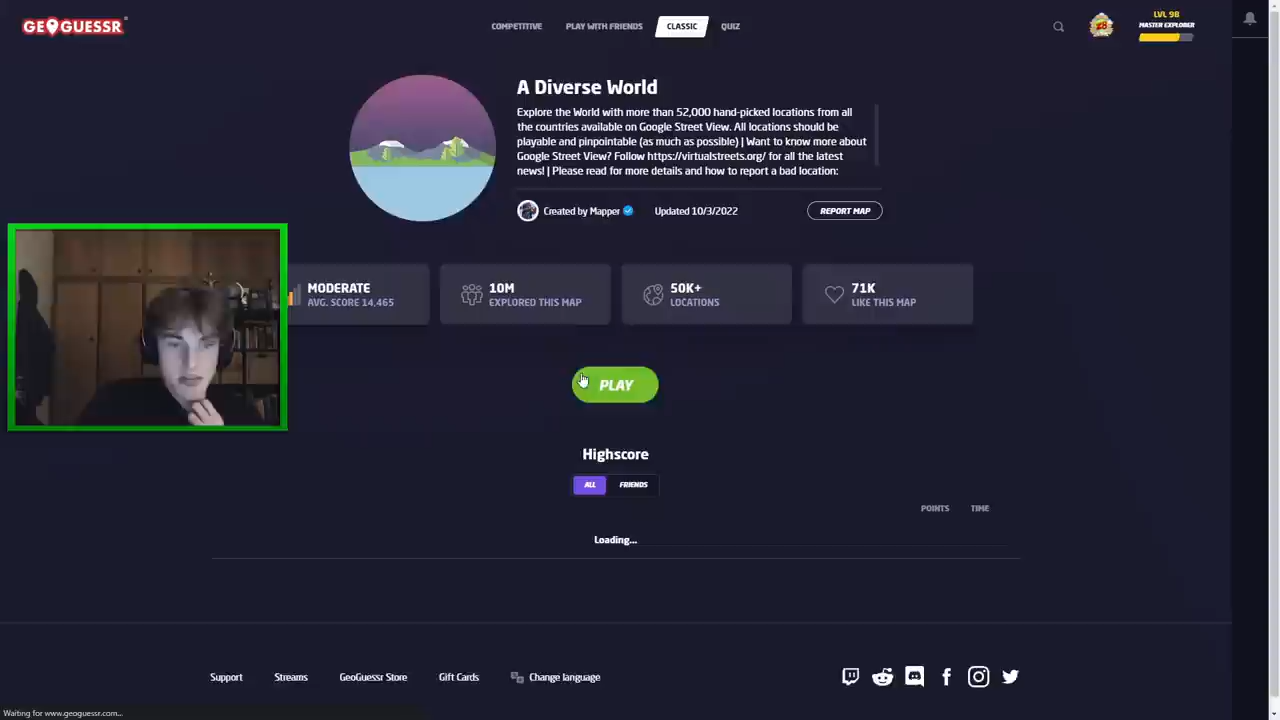 GEOGUESSR
COMPETITIVE PLAY WITH FRIENDS CLASSIC QUIZ
LVL 98
MASTER EXPLORER
A Diverse World
Explore the World with more than 52,000 hand-picked locations from all
the countries available on Google Street View. All locations should be
playable and pinpointable (as much as possible) | Want to know more about
Google Street View? Follow https://virtualstreets.org/ for all the latest
news! | Please read for more details and how to report a bad location:
Created by Mapper Updated 10/3/2022 REPORT MAP
MODERATE
AVG. SCORE 14,465
10M
EXPLORED THIS MAP
50K+
LOCATIONS
71K
LIKE THIS MAP
PLAY
Highscore
ALL FRIENDS
POINTS TIME
Loading...
Support Streams GeoGuessr Store Gift Cards Change language
Waiting for www.geoguessr.com...